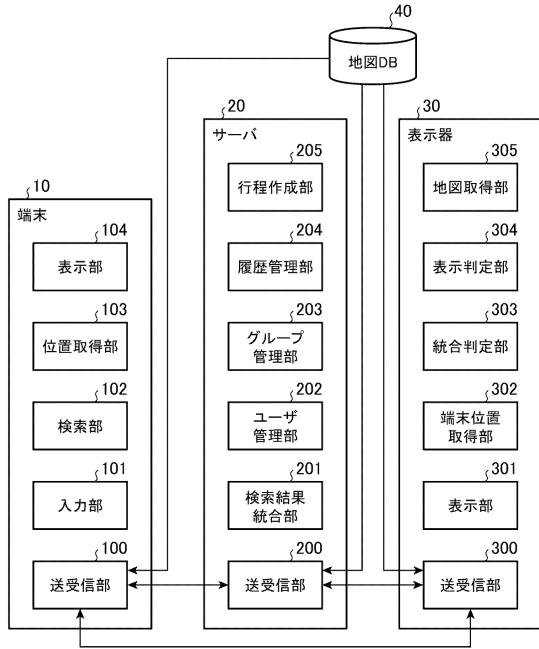 40
地図DB
20
サーバ
205
行程作成部
204
履歴管理部
203
グループ
管理部
202
ユーザ
管理部
201
検索結果
統合部
200
送受信部
30
表示器
305
地図取得部
304
表示判定部
303
統合判定部
302
端末位置
取得部
301
表示部
300
送受信部
10
端末
104
表示部
103
位置取得部
102
検索部
101
入力部
100
送受信部